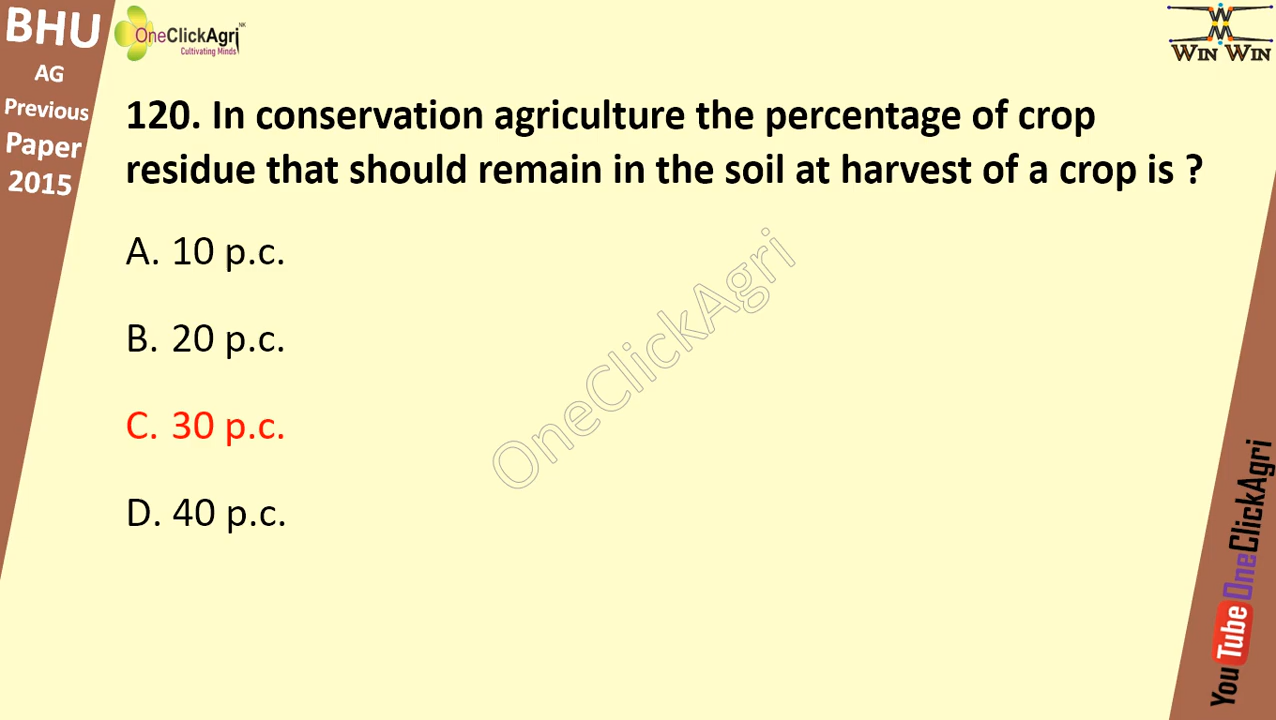 BHU
AG
Previous
Paper
2015
OneClickAgri NK
Cultivating Minds
WIN WIN
120. In conservation agriculture the percentage of crop
residue that should remain in the soil at harvest of a crop is ?
A. 10 p.c.
B. 20 p.c.
C. 30 p.c.
D. 40 p.c.
OneClickAgri
YouTube OneClickAgri